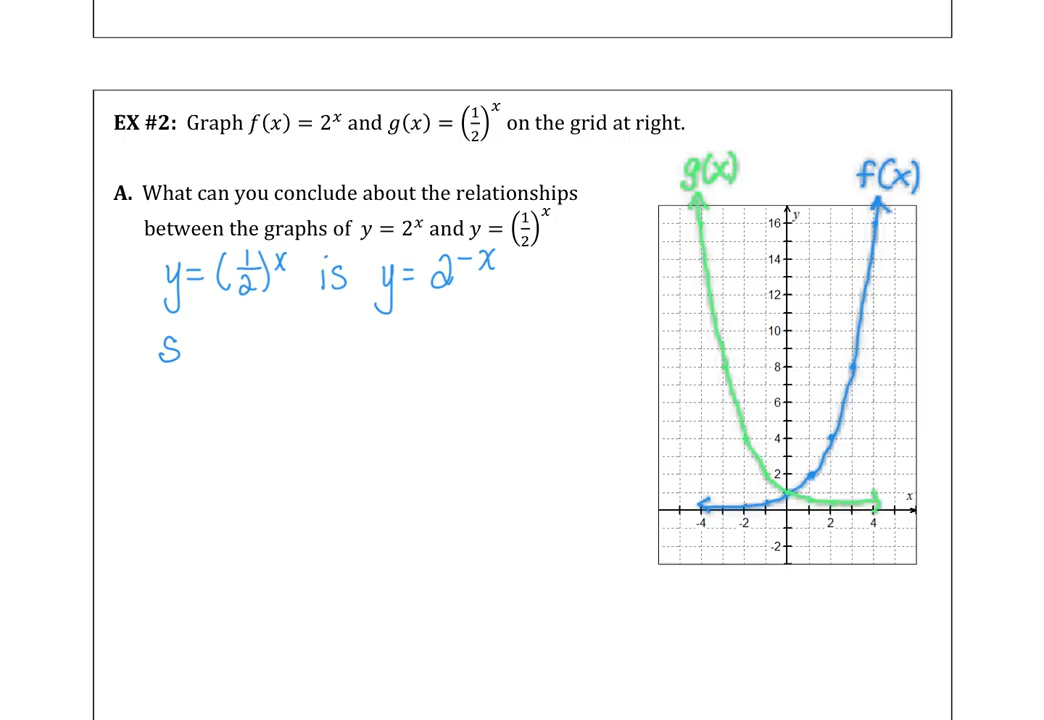 EX #2: Graph f(x) = 2^x and g(x) = (1/2)^x on the grid at right.
A. What can you conclude about the relationships
between the graphs of y = 2^x and y = (1/2)^x
y = (1/2)^x is y = 2^-x
S
g(x) f(x)
y
16
14
12
10
8
6
4
2
x
-4 -2 2 4
-2